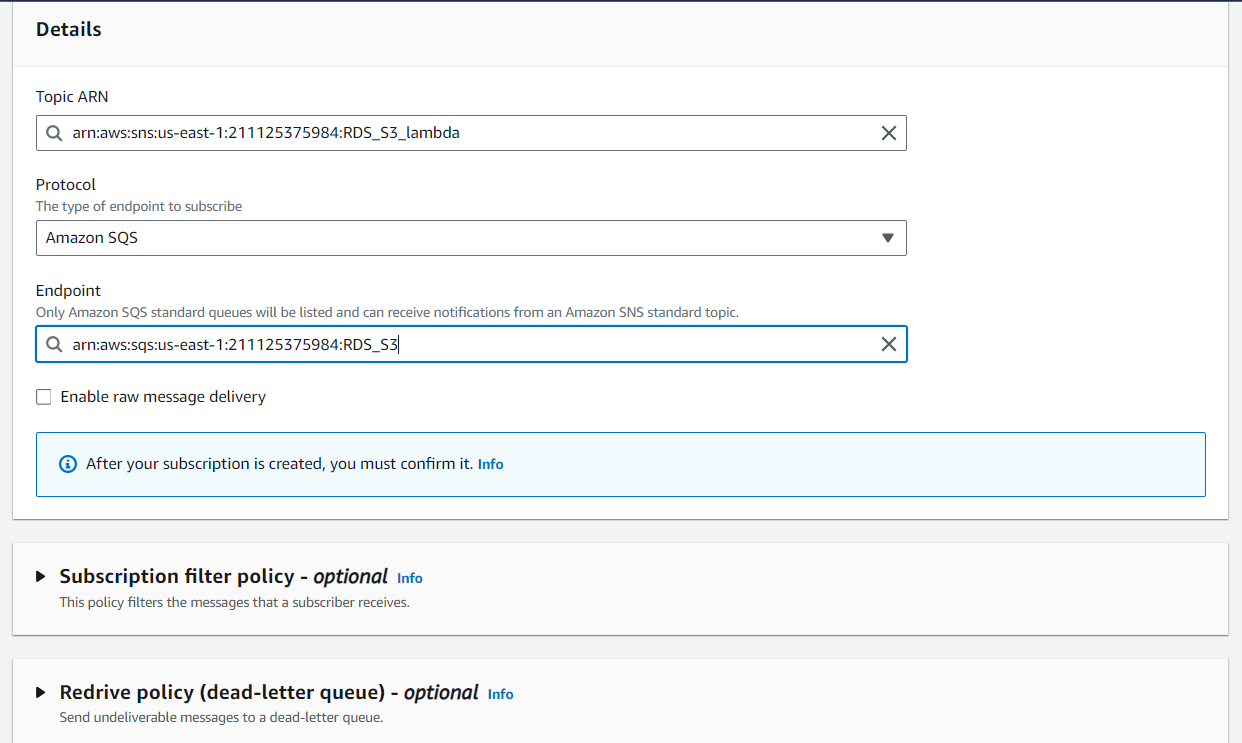 Details
Topic ARN
arn:aws:sns:us-east-1:211125375984:RDS_S3_lambda
Protocol
The type of endpoint to subscribe
Amazon SQS
Endpoint
Only Amazon SQS standard queues will be listed and can receive notifications from an Amazon SNS standard topic.
arn:aws:sqs:us-east-1:211125375984:RDS_S3
Enable raw message delivery
After your subscription is created, you must confirm it. Info
Subscription filter policy - optional Info
This policy filters the messages that a subscriber receives.
Redrive policy (dead-letter queue) - optional Info
Send undeliverable messages to a dead-letter queue.